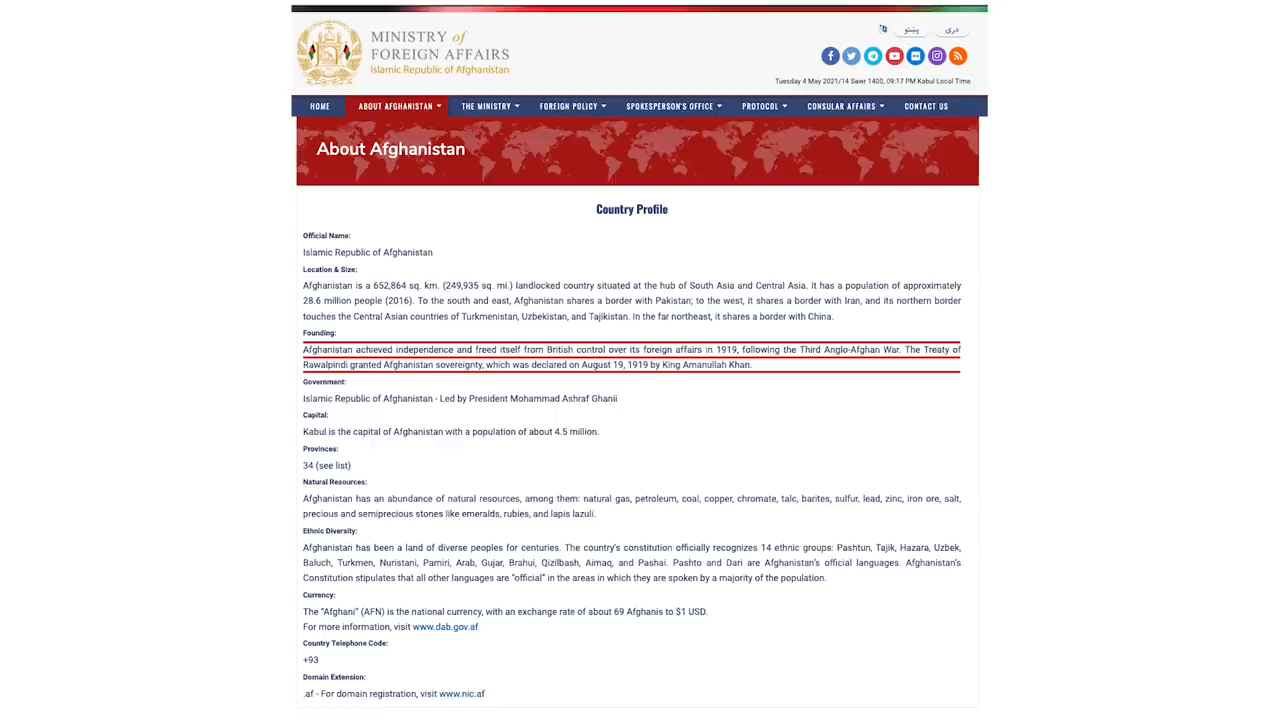 MINISTRY of
FOREIGN AFFAIRS
Islamic Republic of Afghanistan
پښتو
دری
Tuesday 4 May 2021/14 Sawr 1400, 09:17 PM Kabul Local Time
HOME ABOUT AFGHANISTAN THE MINISTRY FOREIGN POLICY SPOKESPERSON'S OFFICE PROTOCOL CONSULAR AFFAIRS CONTACT US
About Afghanistan
Country Profile
Official Name:
Islamic Republic of Afghanistan
Location & Size:
Afghanistan is a 652,864 sq. km. (249,935 sq. mi.) landlocked country situated at the hub of South Asia and Central Asia. It has a population of approximately
28.6 million people (2016). To the south and east, Afghanistan shares a border with Pakistan; to the west, it shares a border with Iran, and its northern border
touches the Central Asian countries of Turkmenistan, Uzbekistan, and Tajikistan. In the far northeast, it shares a border with China.
Founding:
Afghanistan achieved independence and freed itself from British control over its foreign affairs in 1919, following the Third Anglo-Afghan War. The Treaty of
Rawalpindi granted Afghanistan sovereignty, which was declared on August 19, 1919 by King Amanullah Khan.
Government:
Islamic Republic of Afghanistan - Led by President Mohammad Ashraf Ghanii
Capital:
Kabul is the capital of Afghanistan with a population of about 4.5 million.
Provinces:
34 (see list)
Natural Resources:
Afghanistan has an abundance of natural resources, among them: natural gas, petroleum, coal, copper, chromate, talc, barites, sulfur, lead, zinc, iron ore, salt,
precious and semiprecious stones like emeralds, rubies, and lapis lazuli.
Ethnic Diversity:
Afghanistan has been a land of diverse peoples for centuries. The country's constitution officially recognizes 14 ethnic groups: Pashtun, Tajik, Hazara, Uzbek,
Baluch, Turkmen, Nuristani, Pamiri, Arab, Gujar, Brahui, Qizilbash, Aimaq, and Pashai. Pashto and Dari are Afghanistan's official languages. Afghanistan's
Constitution stipulates that all other languages are "official" in the areas in which they are spoken by a majority of the population.
Currency:
The "Afghani" (AFN) is the national currency, with an exchange rate of about 69 Afghanis to $1 USD.
For more information, visit www.dab.gov.af
Country Telephone Code:
+93
Domain Extension:
.af - For domain registration, visit www.nic.af